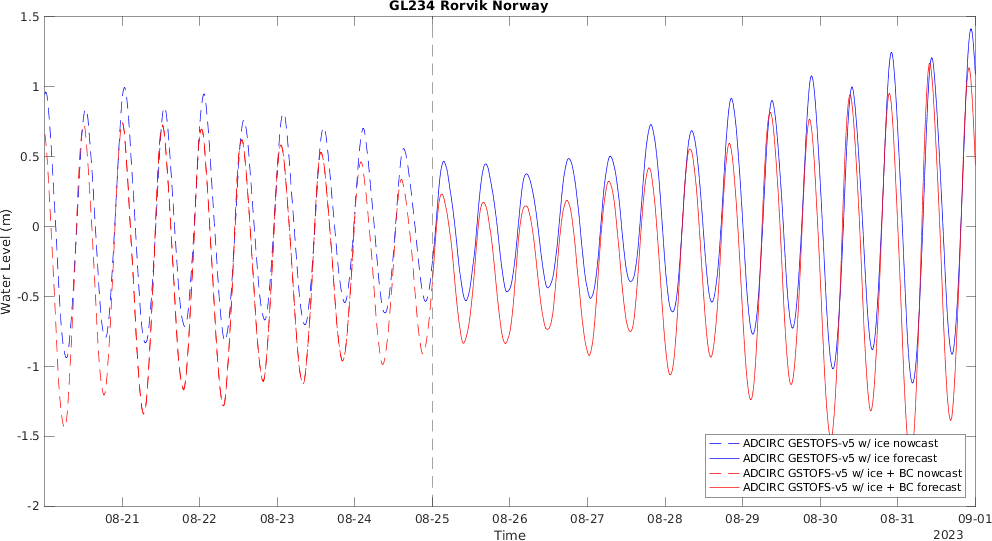 GL234 Rorvik Norway
1.5
1
0.5
0
-0.5
-1
-1.5
-2
Water Level (m)
ADCIRC GESTOFS-v5 w/ ice nowcast
ADCIRC GESTOFS-v5 w/ ice forecast
ADCIRC GSTOFS-v5 w/ ice + BC nowcast
ADCIRC GSTOFS-v5 w/ ice + BC forecast
08-21 08-22 08-23 08-24 08-25 08-26 08-27 08-28 08-29 08-30 08-31 09-01
Time
2023